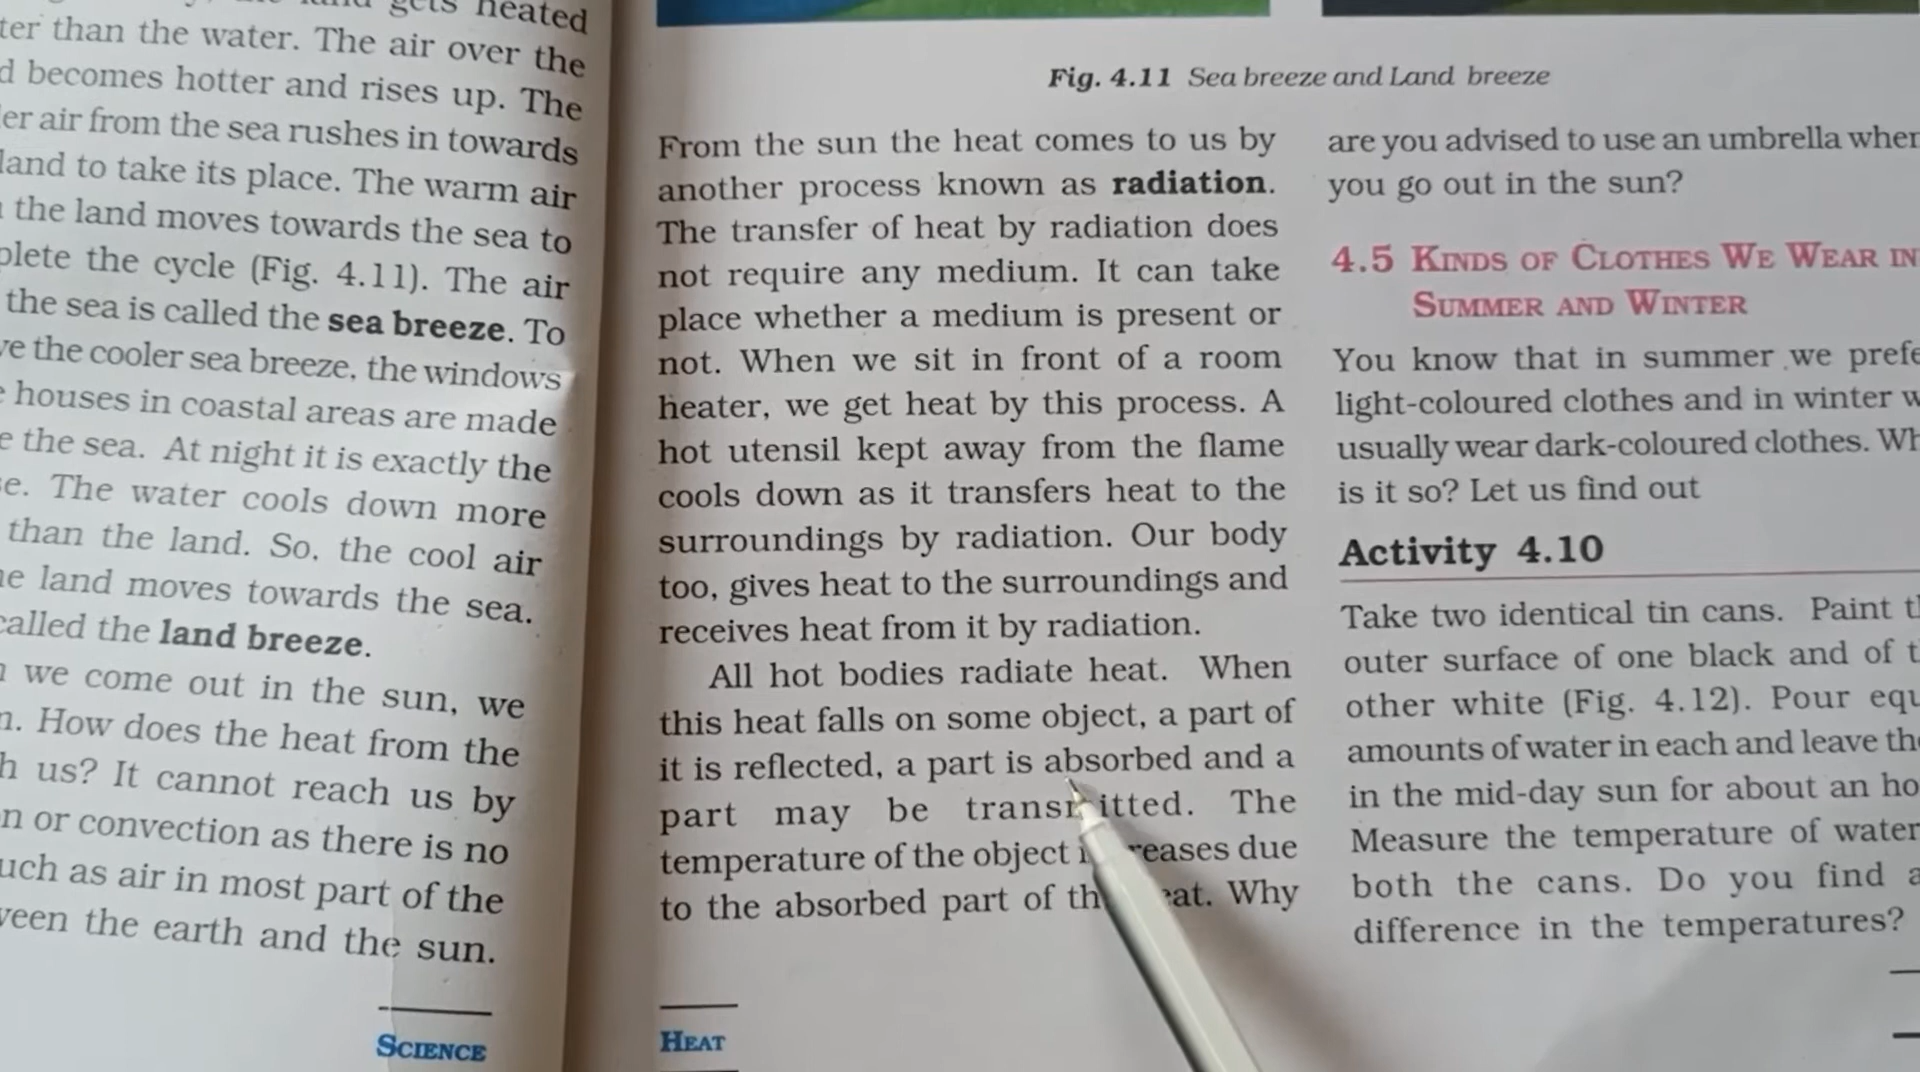 gets heated
than the water. The air over the
becomes hotter and rises up. The
air from the sea rushes in towards
land to take its place. The warm air
the land moves towards the sea to
the cycle (Fig. 4.11). The air
the sea is called the sea breeze. To
the cooler sea breeze, the windows
houses in coastal areas are made
the sea. At night it is exactly the
The water cools down more
than the land. So, the cool air
land moves towards the sea.
called the land breeze.
we come out in the sun, we
How does the heat from the
us? It cannot reach us by
or convection as there is no
such as air in most part of the
the earth and the sun.
SCIENCE
Fig. 4.11 Sea breeze and Land breeze
From the sun the heat comes to us by
another process known as radiation.
The transfer of heat by radiation does
not require any medium. It can take
place whether a medium is present or
not. When we sit in front of a room
heater, we get heat by this process. A
hot utensil kept away from the flame
cools down as it transfers heat to the
surroundings by radiation. Our body
too, gives heat to the surroundings and
receives heat from it by radiation.
All hot bodies radiate heat. When
this heat falls on some object, a part of
it is reflected, a part is absorbed and a
part may be transmitted. The
temperature of the object increases due
to the absorbed part of the heat. Why
HEAT
are you advised to use an umbrella when
you go out in the sun?
4.5 KINDS OF CLOTHES WE WEAR IN
SUMMER AND WINTER
You know that in summer we
light-coloured clothes and in winter
usually wear dark-coloured clothes.
is it so? Let us find out
Activity 4.10
Take two identical tin cans. Paint
outer surface of one black and of
other white (Fig. 4.12). Pour
amounts of water in each and leave
in the mid-day sun for about an
Measure the temperature of water
both the cans. Do you find
difference in the temperatures?